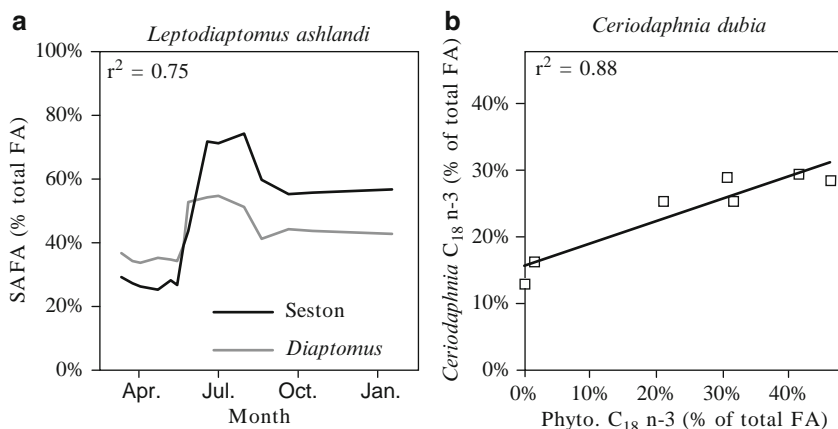 a
Leptodiaptomus ashlandi
100%
80%
60%
40%
20%
0%
SAFA (% total FA)
r² = 0.75
Seston
Diaptomus
Apr. Jul. Oct. Jan.
Month
b
Ceriodaphnia dubia
r² = 0.88
40%
30%
20%
10%
0%
Ceriodaphnia C₁₈ n-3 (% of total FA)
0% 10% 20% 30% 40%
Phyto. C₁₈ n-3 (% of total FA)